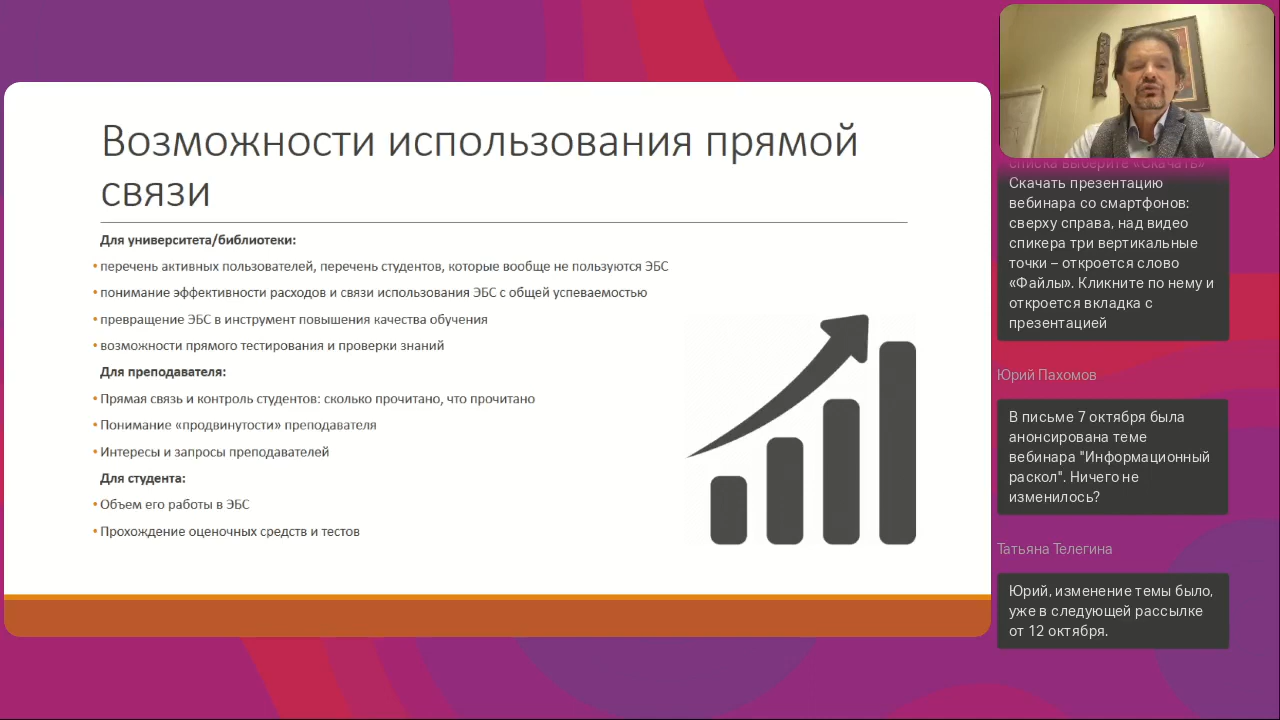 Возможности использования прямой
связи
Для университета/библиотеки:
• перечень активных пользователей, перечень студентов, которые вообще не пользуются ЭБС
• понимание эффективности расходов и связи использования ЭБС с общей успеваемостью
• превращение ЭБС в инструмент повышения качества обучения
• возможности прямого тестирования и проверки знаний
Для преподавателя:
• Прямая связь и контроль студентов: сколько прочитано, что прочитано
• Понимание «продвинутости» преподавателя
• Интересы и запросы преподавателей
Для студента:
• Объем его работы в ЭБС
• Прохождение оценочных средств и тестов
списка выберите «Скачать»
Скачать презентацию
вебинара со смартфонов:
сверху справа, над видео
спикера три вертикальные
точки – откроется слово
«Файлы». Кликните по нему и
откроется вкладка с
презентацией
Юрий Пахомов
В письме 7 октября была
анонсирована теме
вебинара "Информационный
раскол". Ничего не
изменилось?
Татьяна Телегина
Юрий, изменение темы было,
уже в следующей рассылке
от 12 октября.